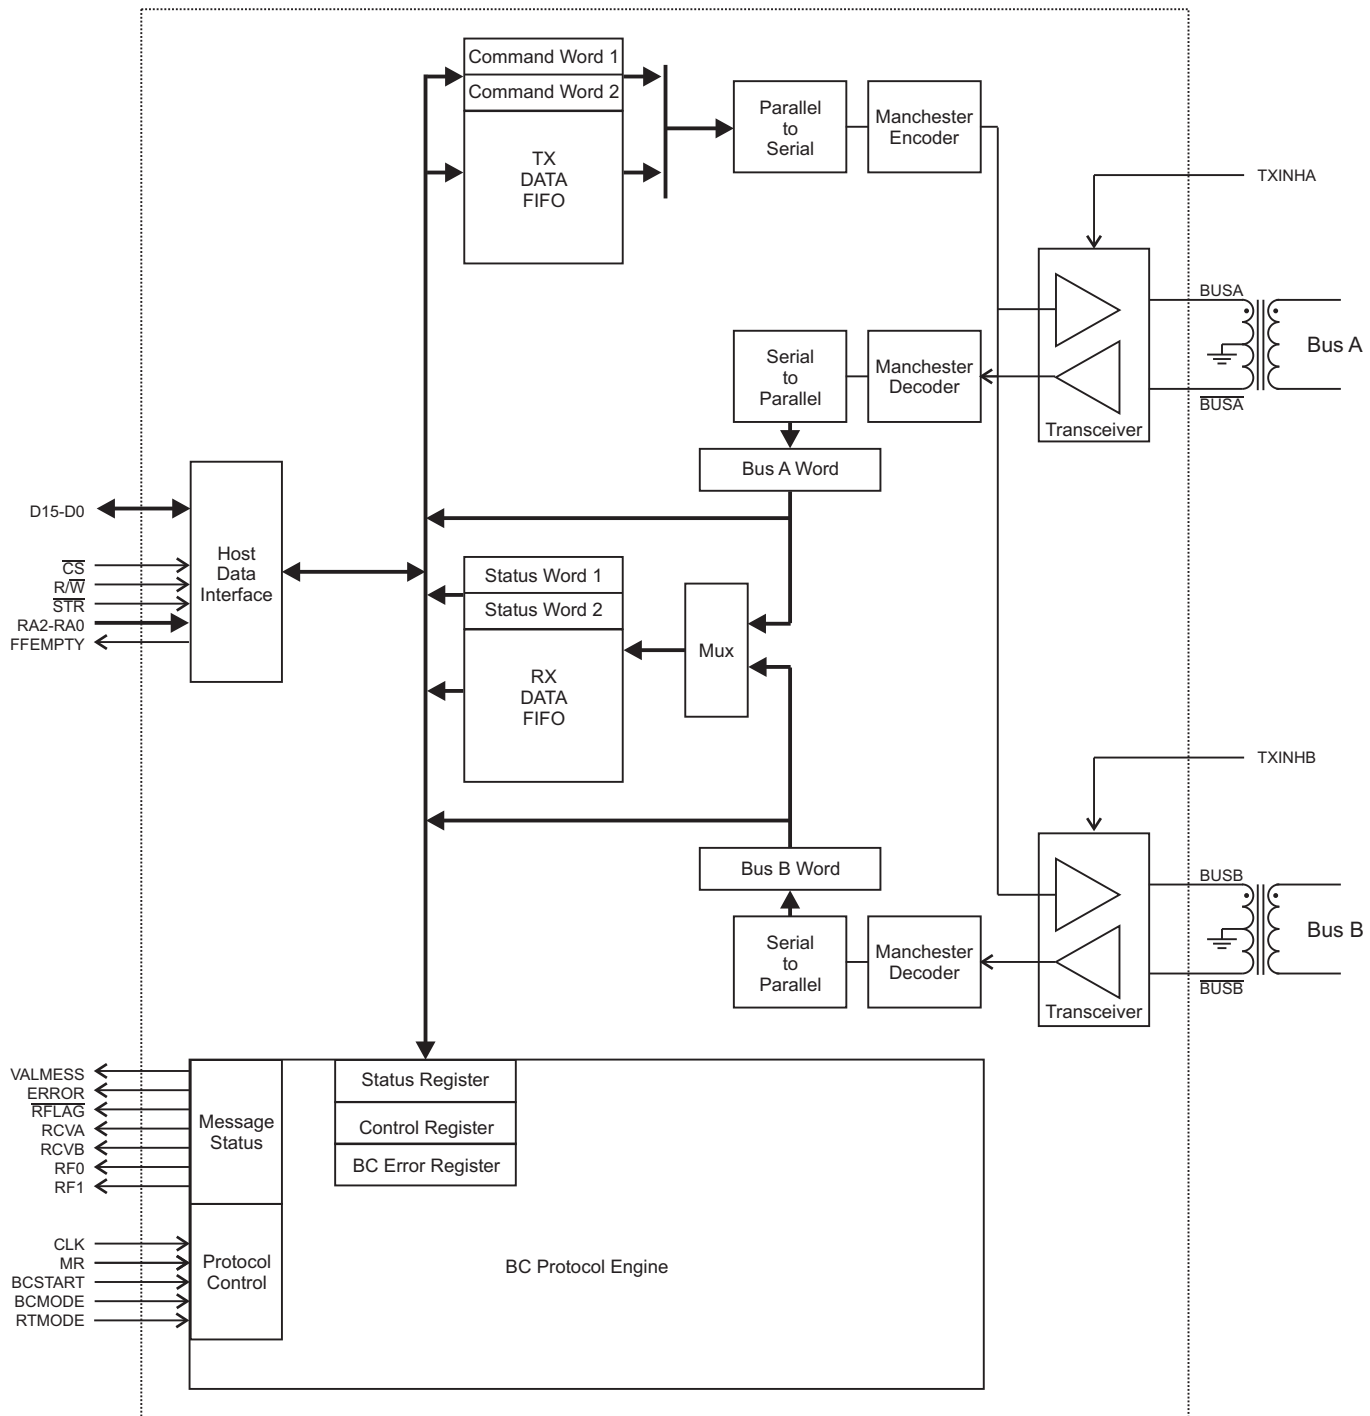 Command Word 1
Command Word 2
TX
DATA
FIFO
Parallel
to
Serial
Manchester
Encoder
TXINHA
BUSA
Bus A
BUSA
Transceiver
Serial
to
Parallel
Manchester
Decoder
Bus A Word
D15-D0
CS
R/W
STR
RA2-RA0
FFEMPTY
Host
Data
Interface
Status Word 1
Status Word 2
RX
DATA
FIFO
Mux
TXINHB
BUSB
Bus B
BUSB
Transceiver
Bus B Word
Serial
to
Parallel
Manchester
Decoder
VALMESS
ERROR
RFLAG
RCVA
RCVB
RF0
RF1
Message
Status
Status Register
Control Register
BC Error Register
CLK
MR
BCSTART
BCMODE
RTMODE
Protocol
Control
BC Protocol Engine